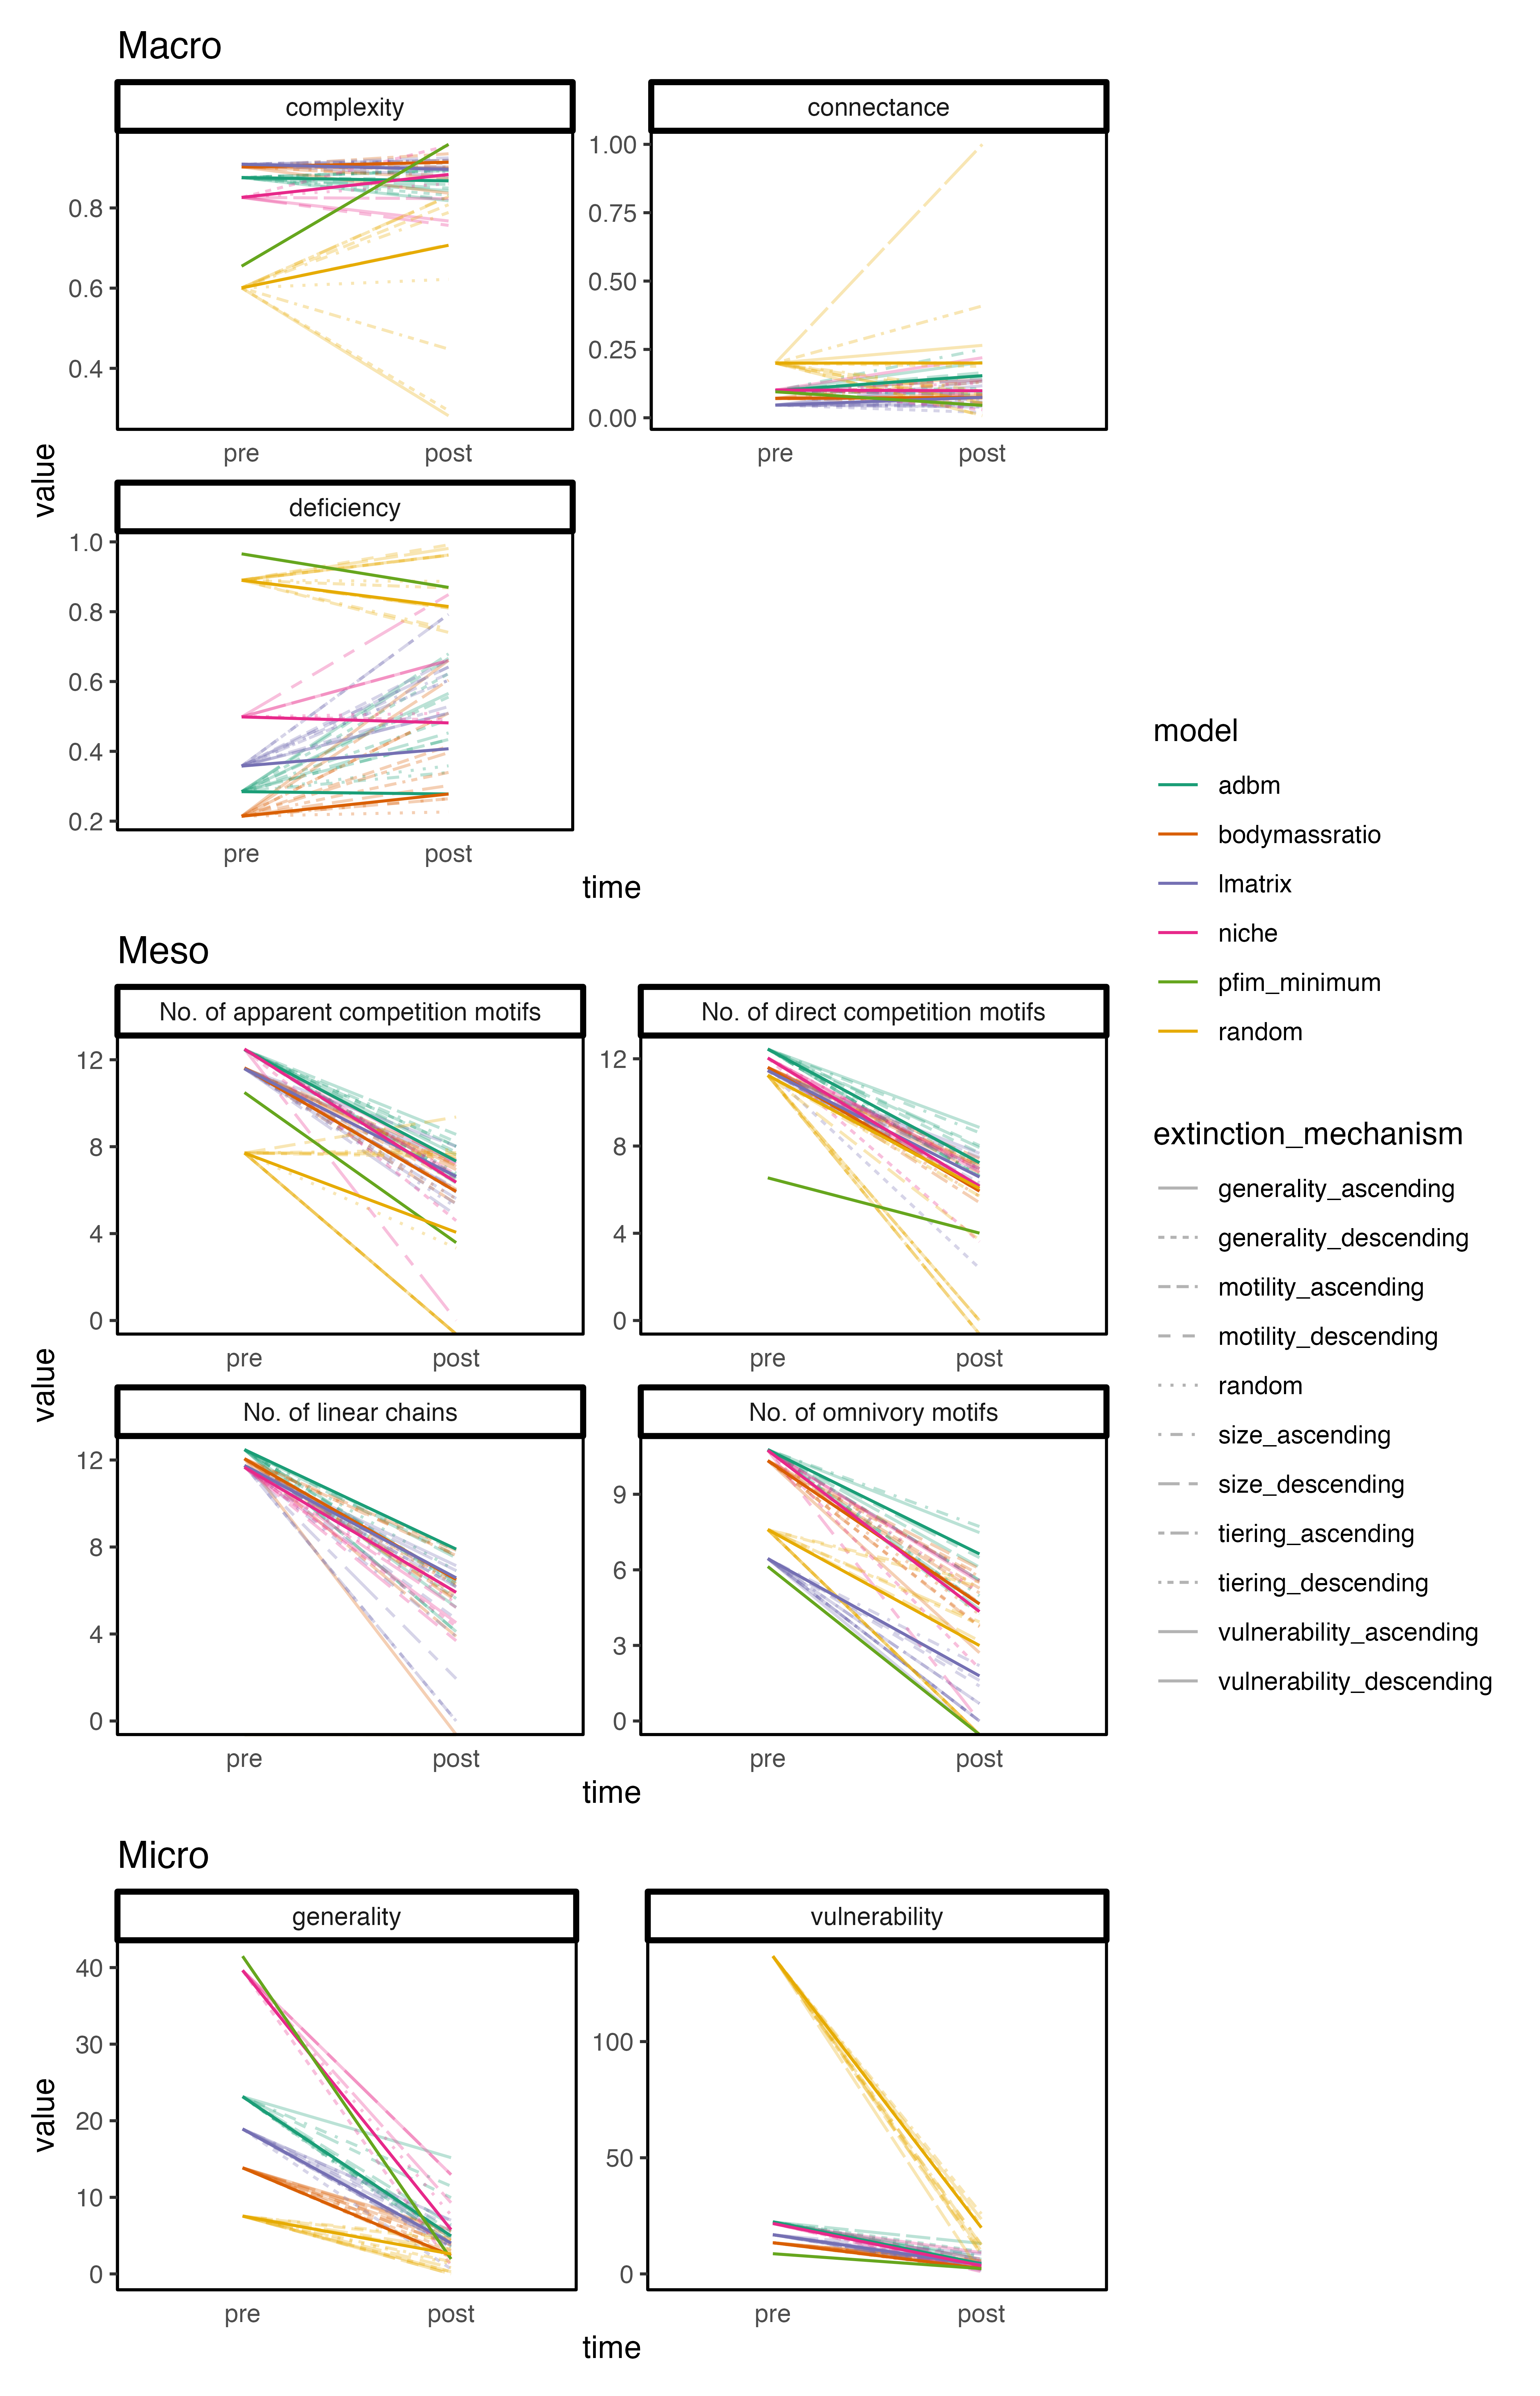 Macro
complexity
connectance
0.8
0.6
0.4
1.00
0.75
0.50
0.25
0.00
pre
post
pre
post
value
deficiency
1.0
0.8
0.6
0.4
0.2
pre
post
time
Meso
No. of apparent competition motifs
No. of direct competition motifs
12
8
4
0
12
8
4
0
pre
post
pre
post
value
No. of linear chains
No. of omnivory motifs
12
8
4
0
9
6
3
0
pre
post
pre
post
time
Micro
generality
vulnerability
value
40
30
20
10
0
100
50
0
pre
post
pre
post
time
model
adbm
bodymassratio
lmatrix
niche
pfim_minimum
random
extinction_mechanism
generality_ascending
generality_descending
motility_ascending
motility_descending
random
size_ascending
size_descending
tiering_ascending
tiering_descending
vulnerability_ascending
vulnerability_descending